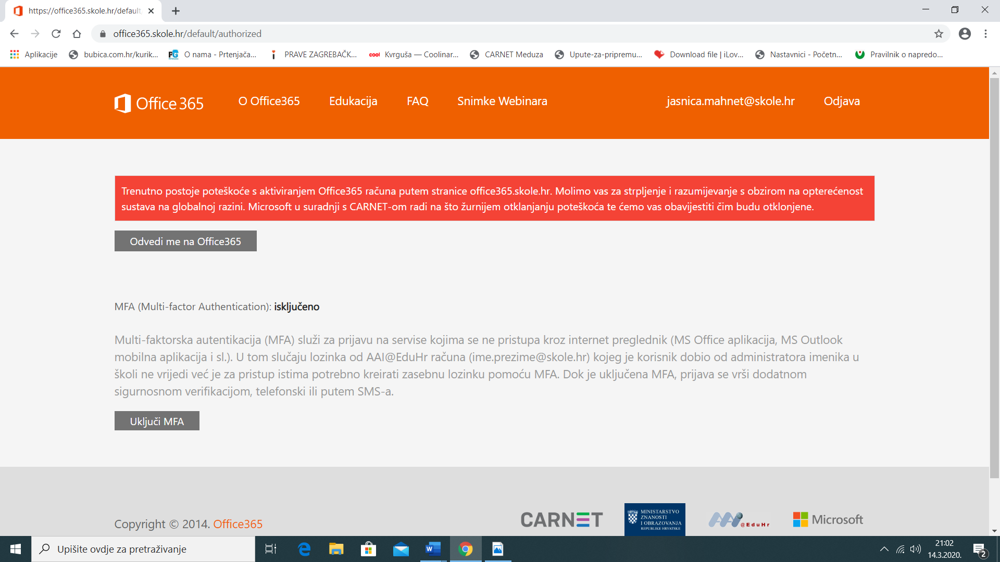 https://office365.skole.hr/default
office365.skole.hr/default/authorized
Aplikacije bubica.com.hr/kurik... PG O nama - Prtenjača... PRAVE ZAGREBAČK... cool Kvrguša — Coolinar... CARNET Meduza Upute-za-pripremu... Download file | iLov... Nastavnici - Početn... Pravilnik o napredo...
Office 365 O Office365 Edukacija FAQ Snimke Webinara jasnica.mahnet@skole.hr Odjava
Trenutno postoje poteškoće s aktiviranjem Office365 računa putem stranice office365.skole.hr. Molimo vas za strpljenje i razumijevanje s obzirom na opterećenost
sustava na globalnoj razini. Microsoft u suradnji s CARNET-om radi na što žurnijem otklanjanju poteškoća te ćemo vas obavijestiti čim budu otklonjene.
Odvedi me na Office365
MFA (Multi-factor Authentication): isključeno
Multi-faktorska autentikacija (MFA) služi za prijavu na servise kojima se ne pristupa kroz internet preglednik (MS Office aplikacija, MS Outlook
mobilna aplikacija i sl.). U tom slučaju lozinka od AAI@EduHr računa (ime.prezime@skole.hr) kojeg je korisnik dobio od administratora imenika u
školi ne vrijedi već je za pristup istima potrebno kreirati zasebnu lozinku pomoću MFA. Dok je uključena MFA, prijava se vrši dodatnom
sigurnosnom verifikacijom, telefonski ili putem SMS-a.
Uključi MFA
Copyright © 2014. Office365
CARNET
MINISTARSTVO
ZNANOSTI
I OBRAZOVANJA
REPUBLIKE HRVATSKE
@EduHr
Microsoft
Upišite ovdje za pretraživanje
21:02
14.3.2020.
2